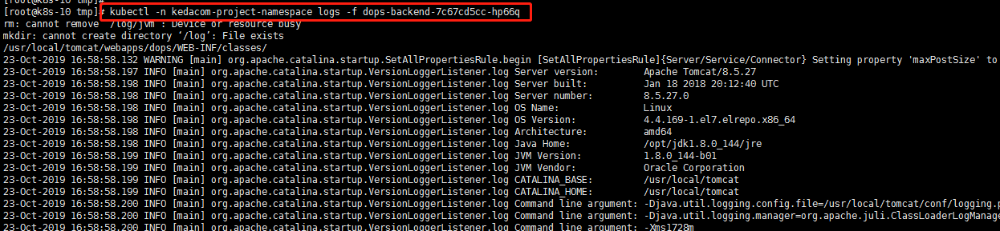 [root@k8s-10 tmp]#
[root@k8s-10 tmp]# kubectl -n kedacom-project-namespace logs -f dops-backend-7c67cd5cc-hp66q
rm: cannot remove ‘/log/jvm’: Device or resource busy
mkdir: cannot create directory ‘/log’: File exists
/usr/local/tomcat/webapps/dops/WEB-INF/classes/
23-Oct-2019 16:58:58.132 WARNING [main] org.apache.catalina.startup.SetAllPropertiesRule.begin [SetAllPropertiesRule]{Server/Service/Connector} Setting property 'maxPostSize' to
23-Oct-2019 16:58:58.197 INFO [main] org.apache.catalina.startup.VersionLoggerListener.log Server version: Apache Tomcat/8.5.27
23-Oct-2019 16:58:58.198 INFO [main] org.apache.catalina.startup.VersionLoggerListener.log Server built: Jan 18 2018 20:12:40 UTC
23-Oct-2019 16:58:58.198 INFO [main] org.apache.catalina.startup.VersionLoggerListener.log Server number: 8.5.27.0
23-Oct-2019 16:58:58.198 INFO [main] org.apache.catalina.startup.VersionLoggerListener.log OS Name: Linux
23-Oct-2019 16:58:58.198 INFO [main] org.apache.catalina.startup.VersionLoggerListener.log OS Version: 4.4.169-1.el7.elrepo.x86_64
23-Oct-2019 16:58:58.198 INFO [main] org.apache.catalina.startup.VersionLoggerListener.log Architecture: amd64
23-Oct-2019 16:58:58.198 INFO [main] org.apache.catalina.startup.VersionLoggerListener.log Java Home: /opt/jdk1.8.0_144/jre
23-Oct-2019 16:58:58.199 INFO [main] org.apache.catalina.startup.VersionLoggerListener.log JVM Version: 1.8.0_144-b01
23-Oct-2019 16:58:58.199 INFO [main] org.apache.catalina.startup.VersionLoggerListener.log JVM Vendor: Oracle Corporation
23-Oct-2019 16:58:58.199 INFO [main] org.apache.catalina.startup.VersionLoggerListener.log CATALINA_BASE: /usr/local/tomcat
23-Oct-2019 16:58:58.199 INFO [main] org.apache.catalina.startup.VersionLoggerListener.log CATALINA_HOME: /usr/local/tomcat
23-Oct-2019 16:58:58.200 INFO [main] org.apache.catalina.startup.VersionLoggerListener.log Command line argument: -Djava.util.logging.config.file=/usr/local/tomcat/conf/logging.p
23-Oct-2019 16:58:58.200 INFO [main] org.apache.catalina.startup.VersionLoggerListener.log Command line argument: -Djava.util.logging.manager=org.apache.juli.ClassLoaderLogManage
23-Oct-2019 16:58:58.200 INFO [main] org.apache.catalina.startup.VersionLoggerListener.log Command line argument: -Xms1728m